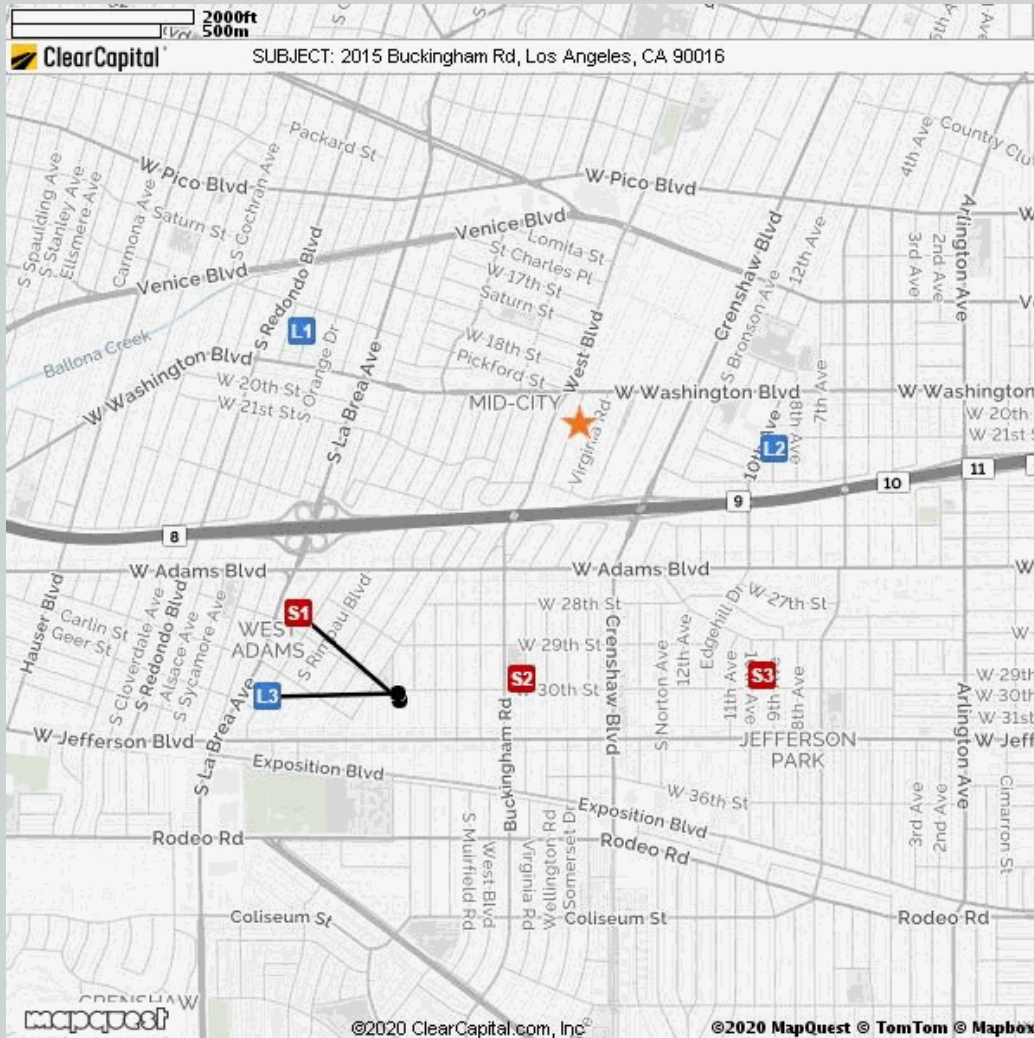 2000ft
500m
ClearCapital
SUBJECT: 2015 Buckingham Rd, Los Angeles, CA 90016
Packard St
Country
4th Ave
W Pico Blvd
W Pico Blvd
S Spaulding Ave
S Stanley Ave
Ellsmere Ave
Carmona Ave
Saturn St
S Cochran Ave
Venice Blvd
Lomita St
St Charles Pl
W 17th St
Saturn St
12th Ave
3rd Ave
2nd Ave
Arlington Ave
Crenshaw Blvd
S Bronson Ave
Venice Blvd
S Redondo Blvd
L1
S Orange Dr
Ballona Creek
W Washington Blvd
W 18th St
Pickford St
West Blvd
W 20th St
W 21st St
S La Brea Ave
MID-CITY
W Washington Blvd
7th Ave
W Washington
W 20th
W 21st
Virginia Rd
10th Ave
8th Ave
L2
8
9
10
11
W Adams Blvd
W Adams Blvd
Hauser Blvd
Carlin St
Geer St
S Cloverdale Ave
S Redondo Blvd
Alsace Ave
S Sycamore Ave
S1
WEST
ADAMS
S Rimpau Blvd
W 28th St
W 27th St
Edgehill Dr
W 29th St
Crenshaw Blvd
12th Ave
S Norton Ave
S2
W 30th St
S3
11th Ave
9th Ave
8th Ave
Arlington Ave
W 29th
W 30th
W 31st
L3
S La Brea Ave
W Jefferson Blvd
Buckingham Rd
JEFFERSON
PARK
W Jeff
Exposition Blvd
W 36th St
Exposition Blvd
3rd Ave
2nd Ave
Cimarron St
Rodeo Rd
Rodeo Rd
S Muirfield Rd
West Blvd
Virginia Rd
Wellington Rd
Somerset Dr
Coliseum St
Coliseum St
Rodeo Rd
CRENSHAW
mapquest
©2020 ClearCapital.com, Inc
©2020 MapQuest © TomTom © Mapbox